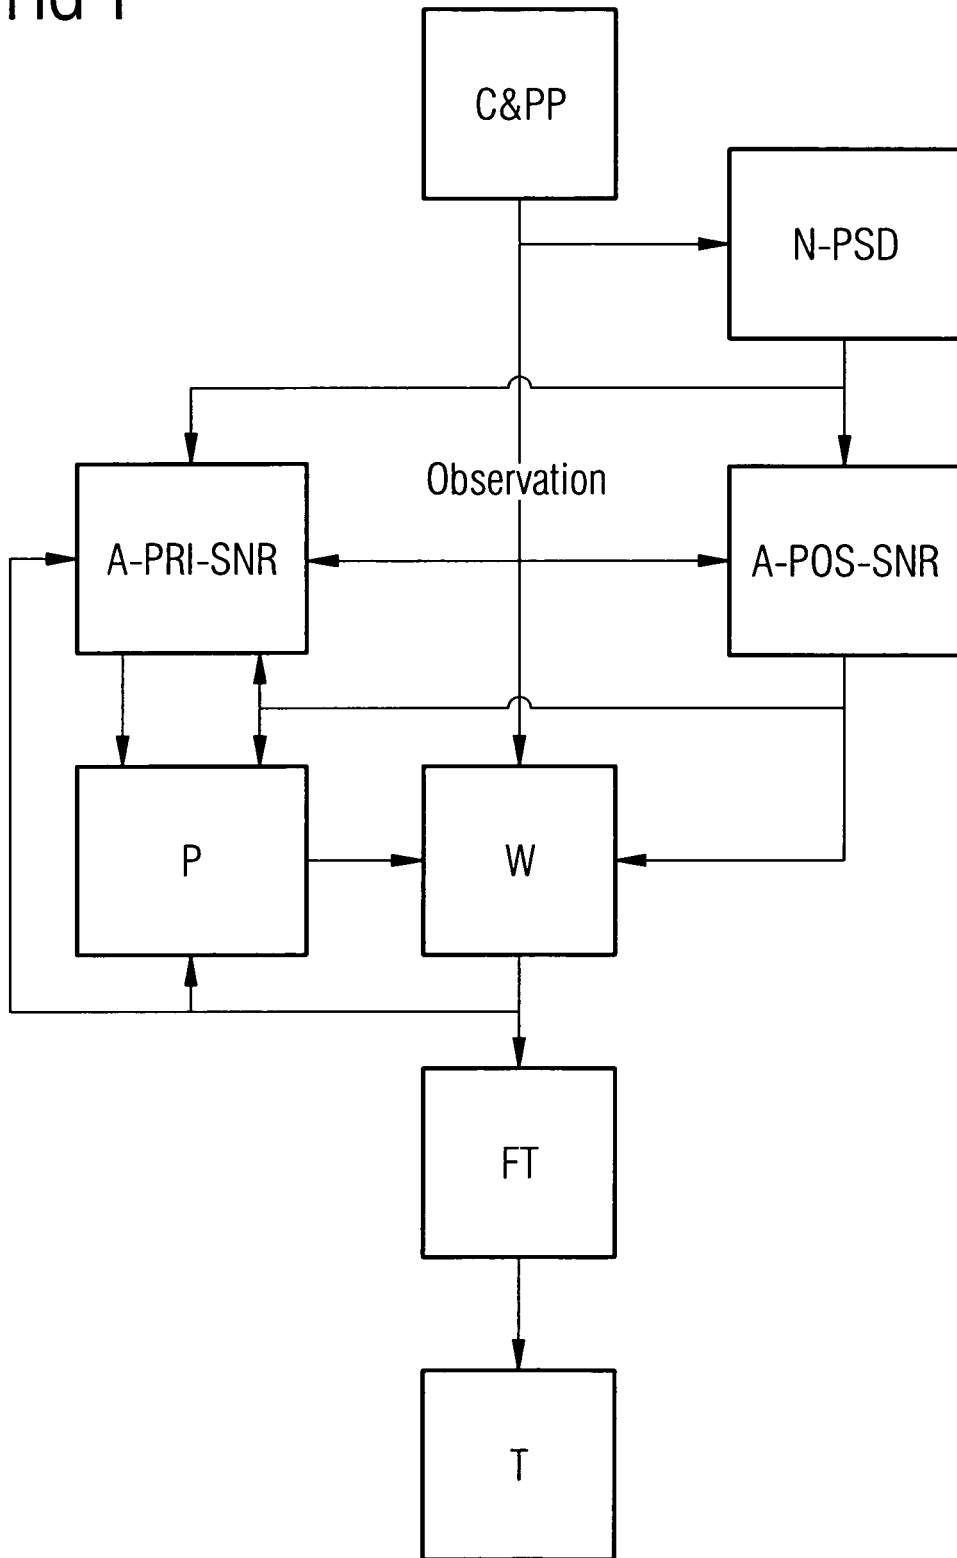 C&PP
N-PSD
Observation
A-PRI-SNR
A-POS-SNR
P
W
FT
T